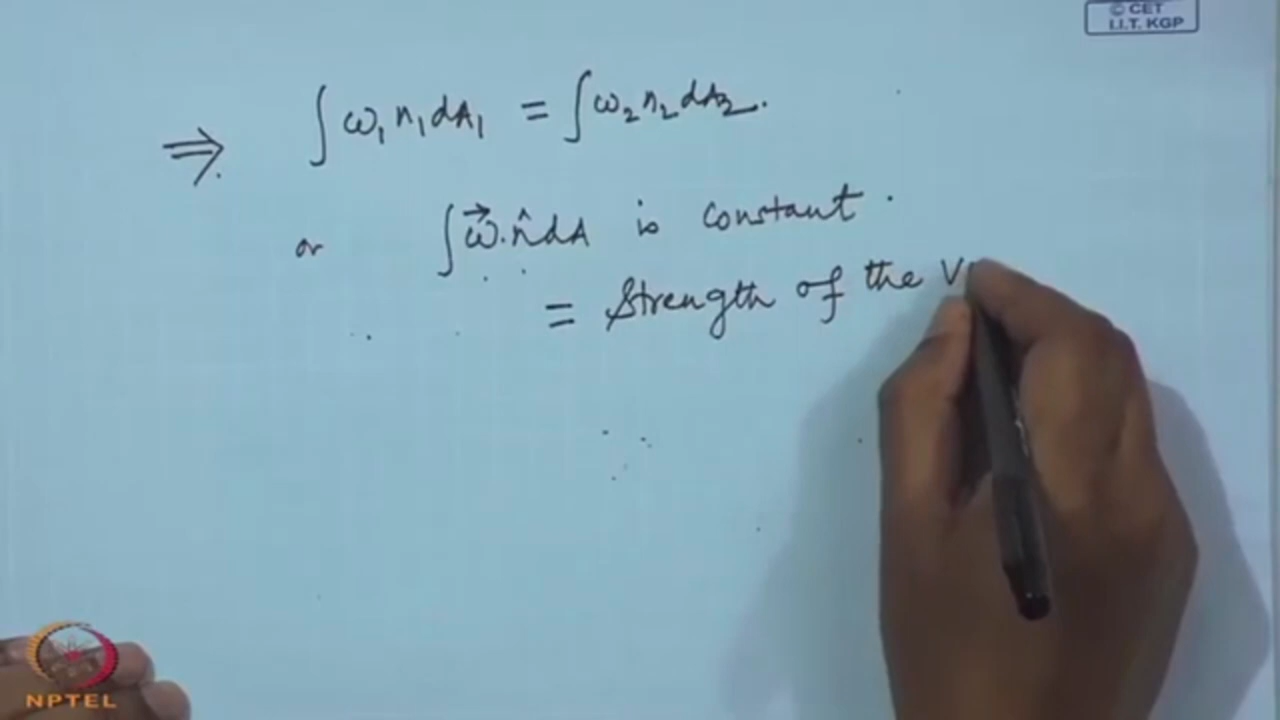 © CET
I.I.T. KGP
⇒ ∫ω₁n₁dA₁ = ∫ω₂n₂dA₂.
or ∫ω⃗.n̂dA is constant.
= Strength of the V
NPTEL